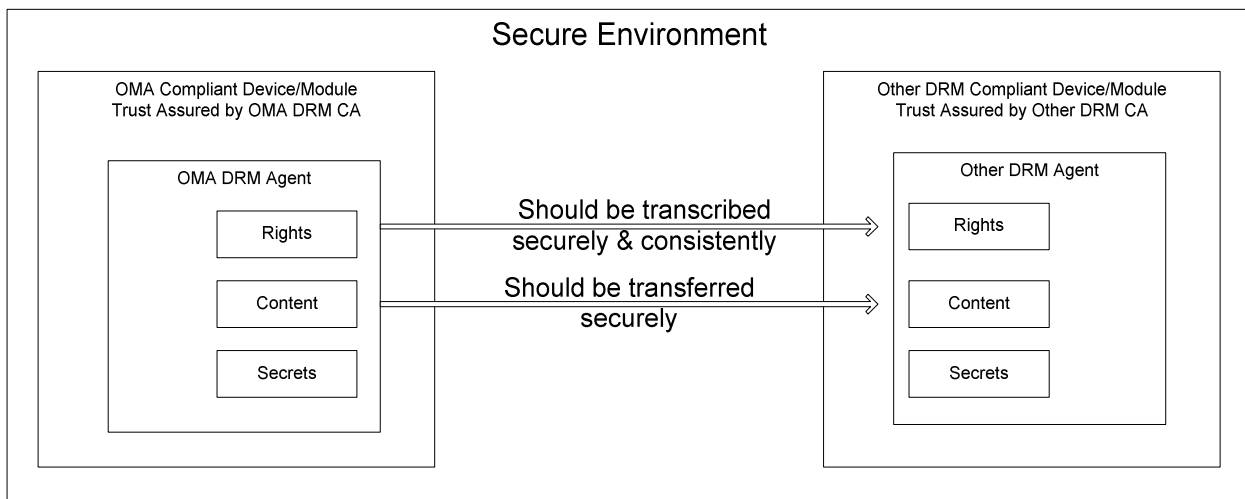 Secure Environment
OMA Compliant Device/Module
Trust Assured by OMA DRM CA
OMA DRM Agent
Rights
Content
Secrets
Should be transcribed
securely & consistently
Should be transferred
securely
Other DRM Compliant Device/Module
Trust Assured by Other DRM CA
Other DRM Agent
Rights
Content
Secrets